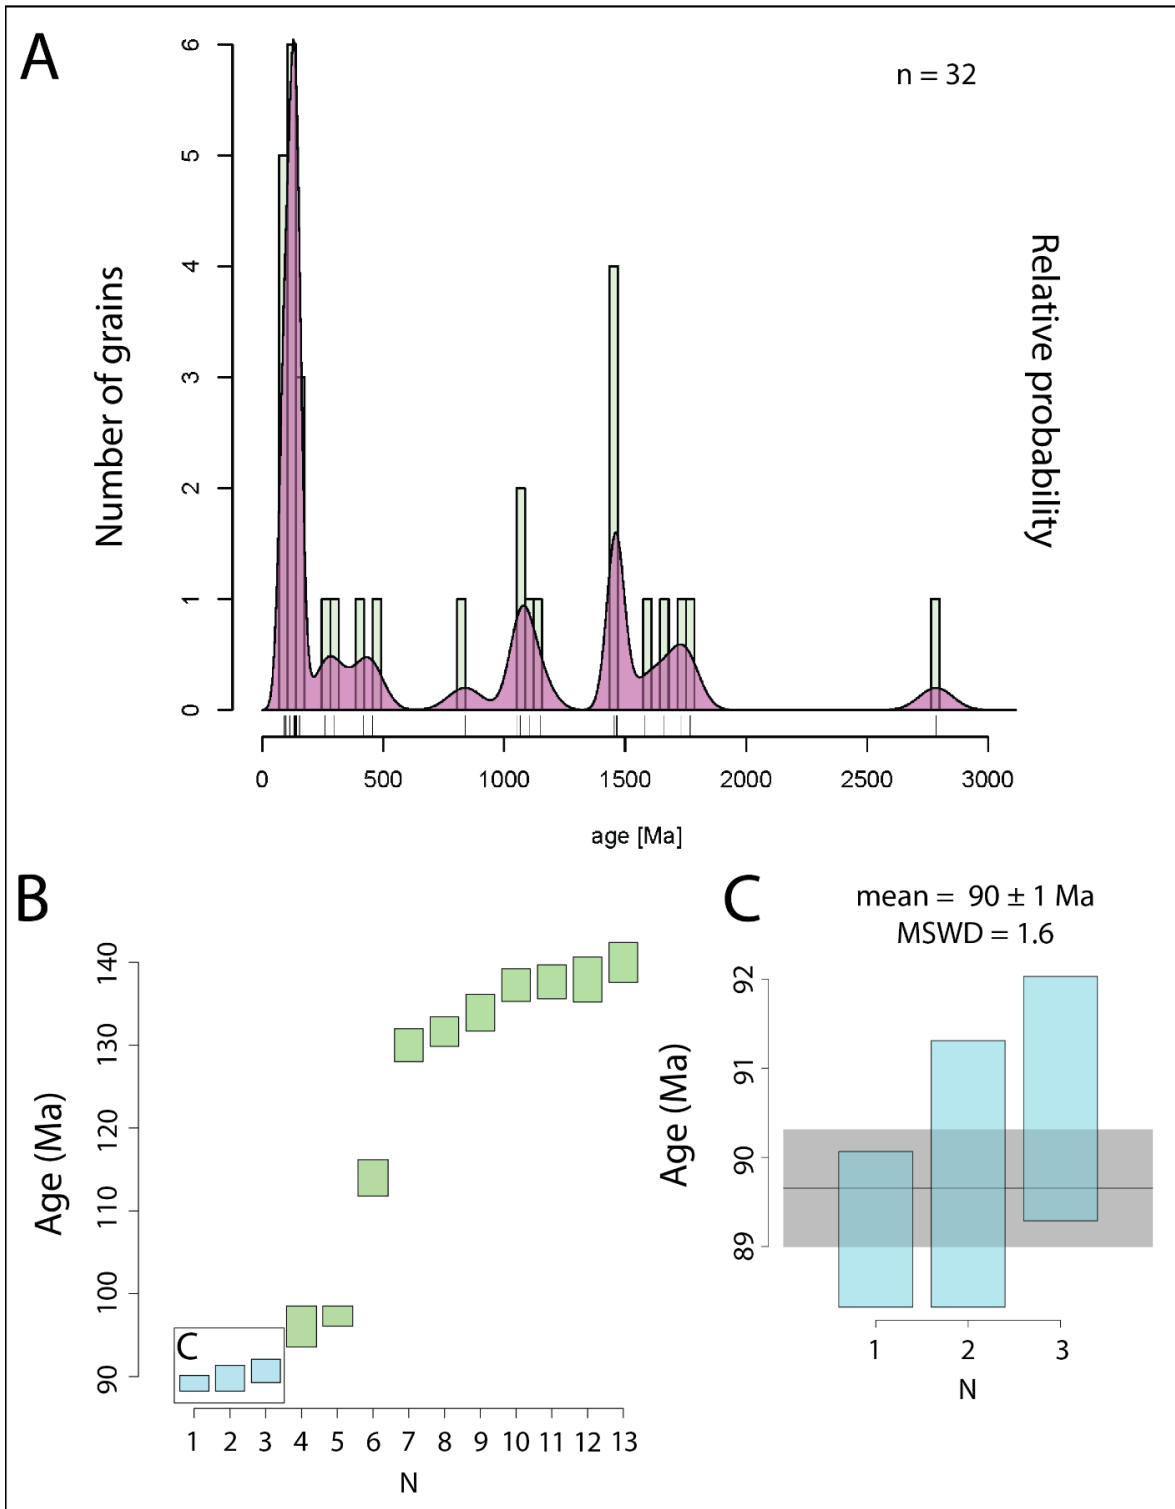 A
n = 32
Number of grains
6
5
4
3
2
1
0
Relative probability
0 500 1000 1500 2000 2500 3000
age [Ma]
B
Age (Ma)
140
130
120
110
100
90
C
1 2 3 4 5 6 7 8 9 10 11 12 13
N
C
mean = 90 ± 1 Ma
MSWD = 1.6
Age (Ma)
92
91
90
89
1 2 3
N